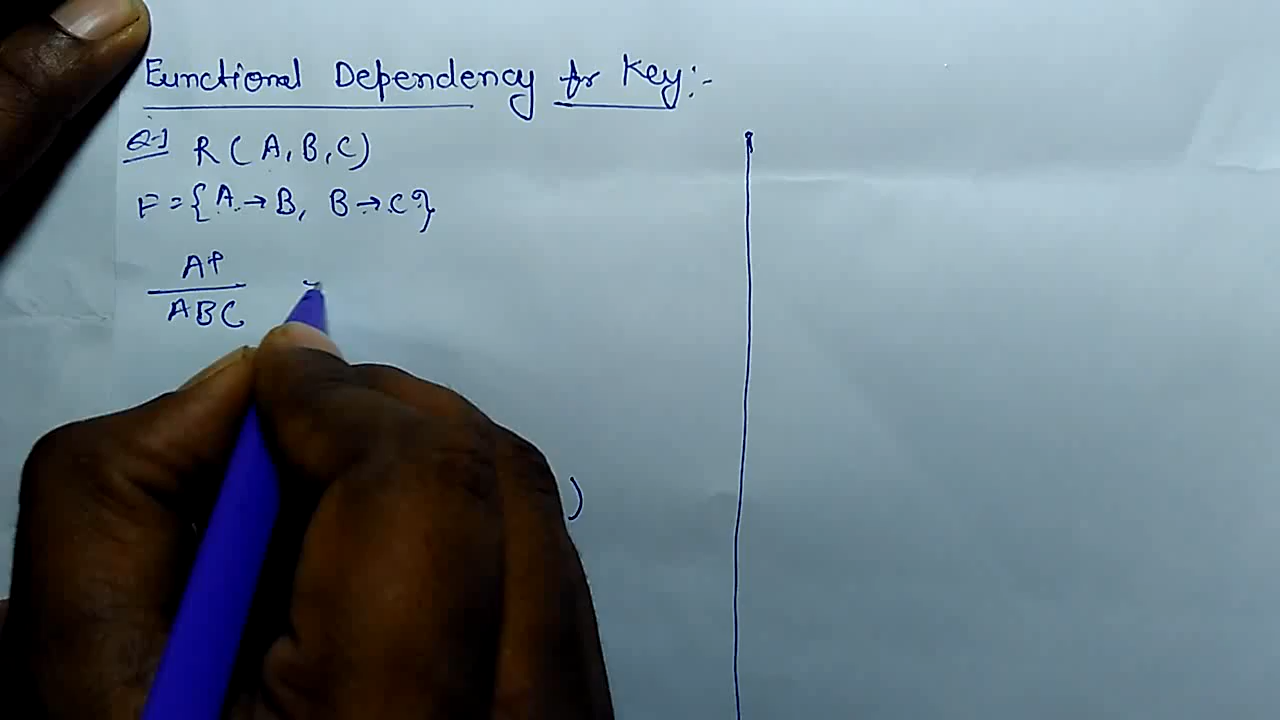 Functional Dependency for Key:-
Q-1 R(A,B,C)
F={A→B, B→C}
A+
ABC
)